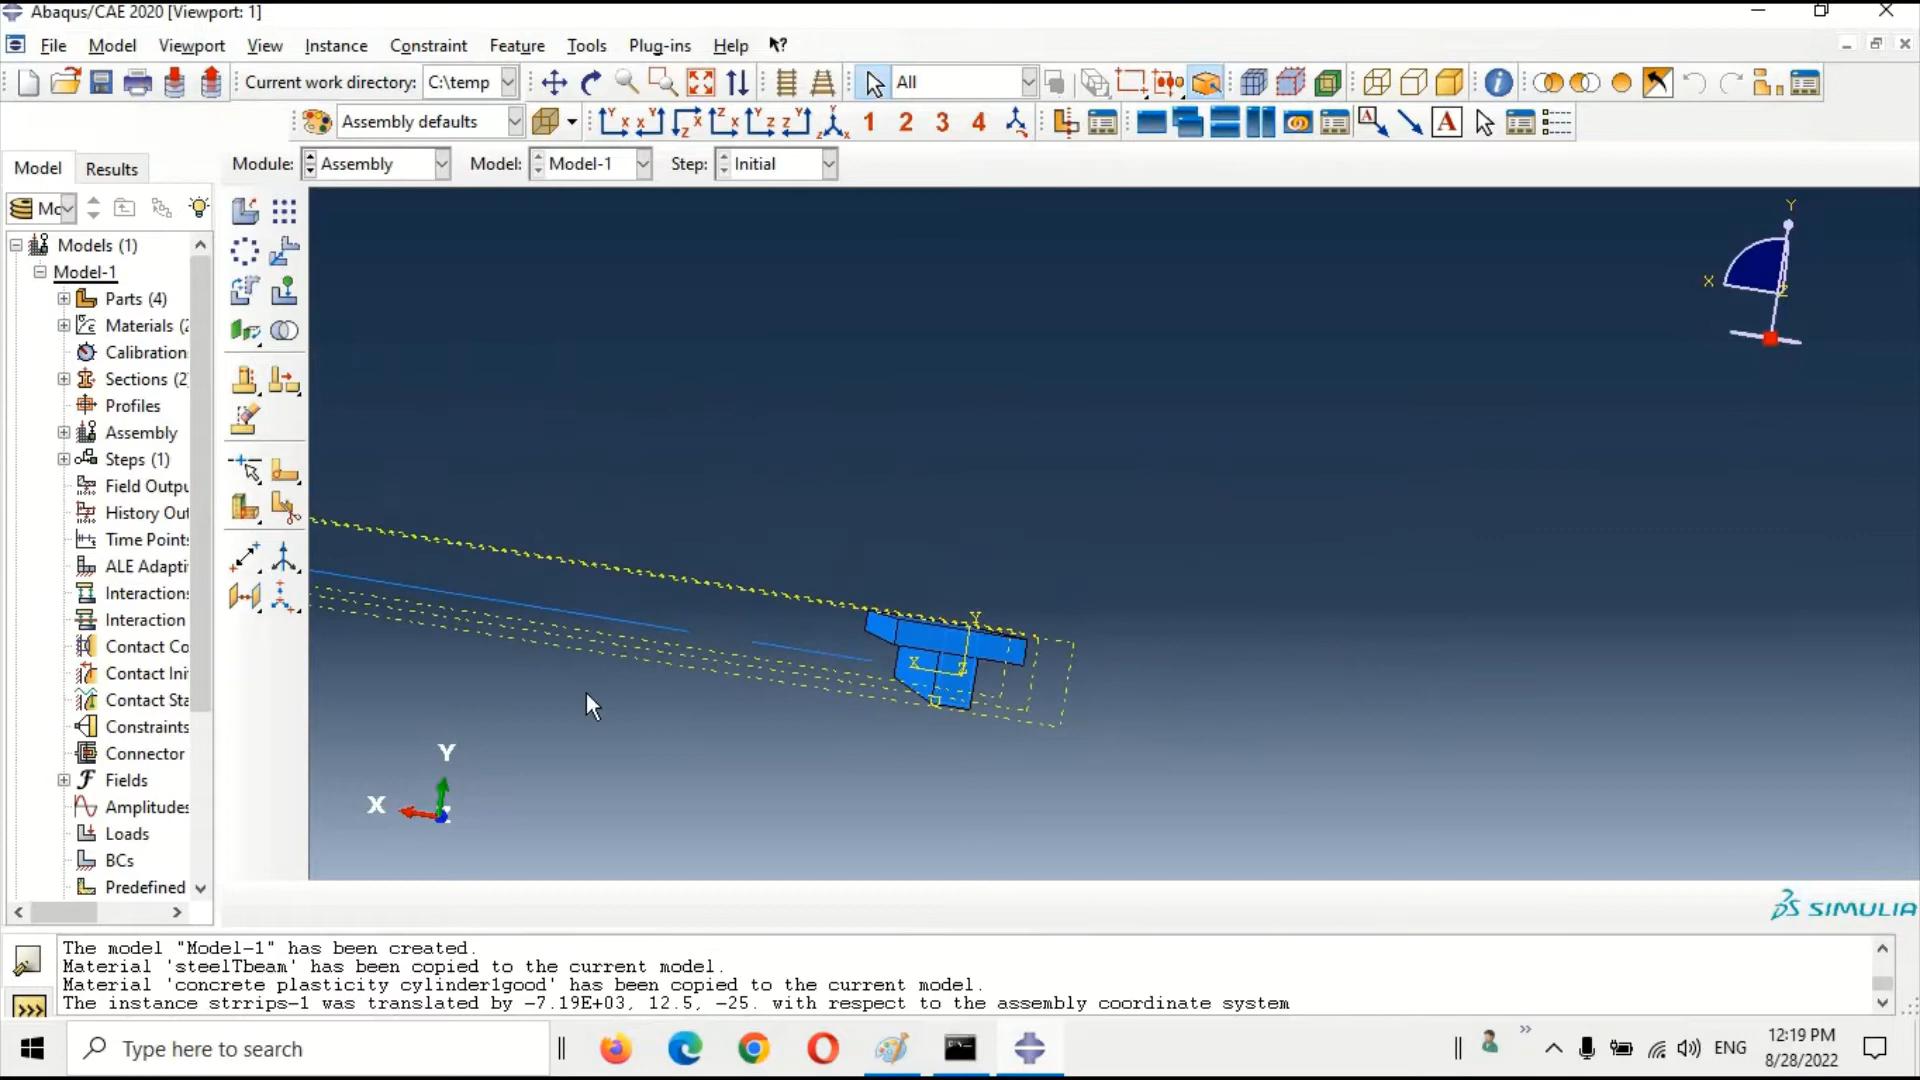 Abaqus/CAE 2020 [Viewport: 1]
File Model Viewport View Instance Constraint Feature Tools Plug-ins Help
Current work directory: C:\temp All
Assembly defaults 1 2 3 4 A
Model Results Module: Assembly Model: Model-1 Step: Initial
Mc
Models (1)
Model-1
Parts (4)
Materials (2
Calibration
Sections (2
Profiles
Assembly
Steps (1)
Field Outpu
History Out
Time Points
ALE Adapti
Interactions
Interaction
Contact Co
Contact Ini
Contact Sta
Constraints
Connector
Fields
Amplitudes
Loads
BCs
Predefined
Y
X
Z
Y
X
Z
Y
X
SIMULIA
The model "Model-1" has been created.
Material 'steelTbeam' has been copied to the current model.
Material 'concrete plasticity cylinder1good' has been copied to the current model.
The instance strrips-1 was translated by -7.19E+03, 12.5, -25. with respect to the assembly coordinate system
Type here to search
ENG
12:19 PM
8/28/2022